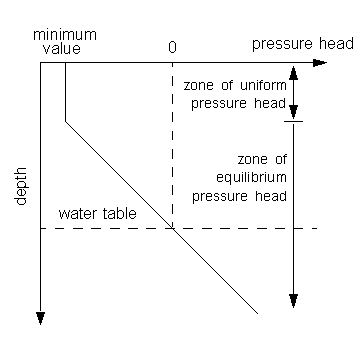 minimum
value
0
pressure head
zone of uniform
pressure head
zone of
equilibrium
pressure head
depth
water table